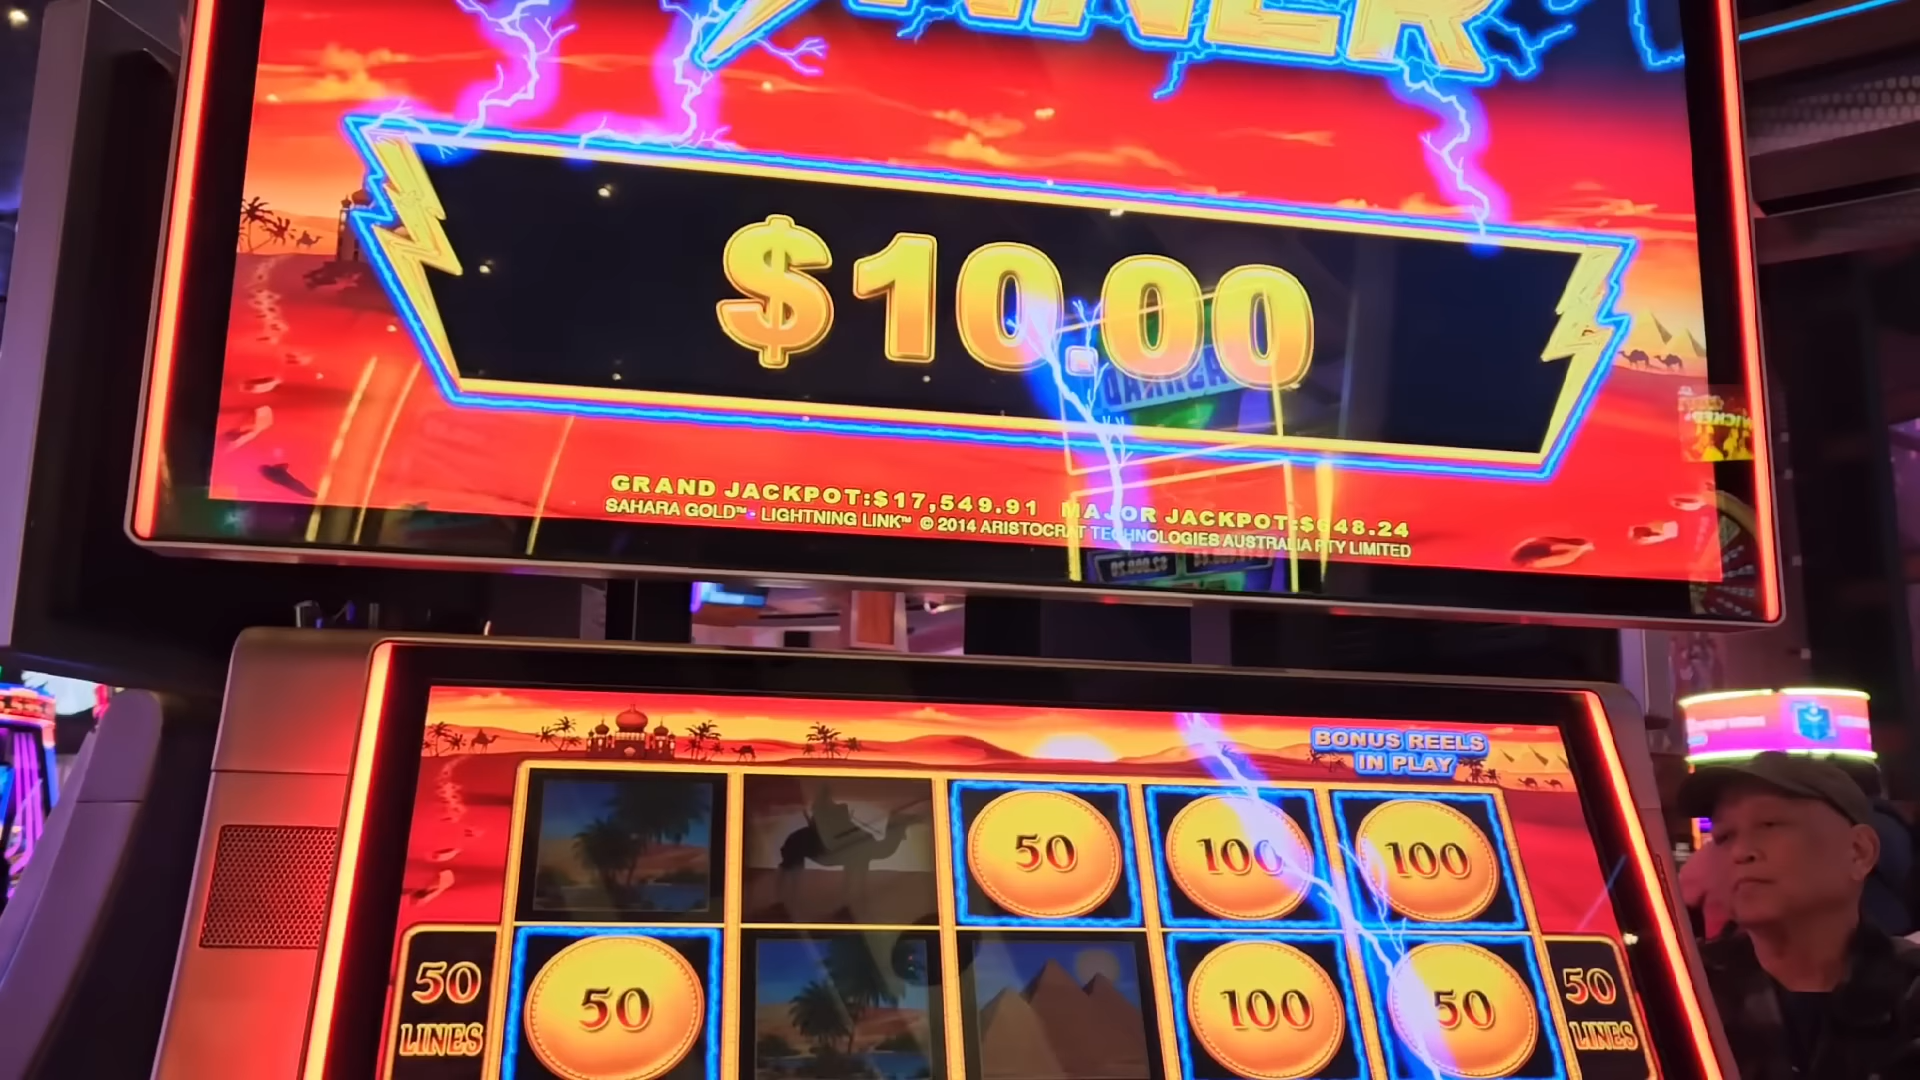 $10.00
GRAND JACKPOT:$17,549.91 MAJOR JACKPOT:$648.24
SAHARA GOLD™ - LIGHTNING LINK™ © 2014 ARISTOCRAT TECHNOLOGIES AUSTRALIA PTY LIMITED
BONUS REELS
IN PLAY
50 100 100
50 LINES
50
100
50
50 LINES